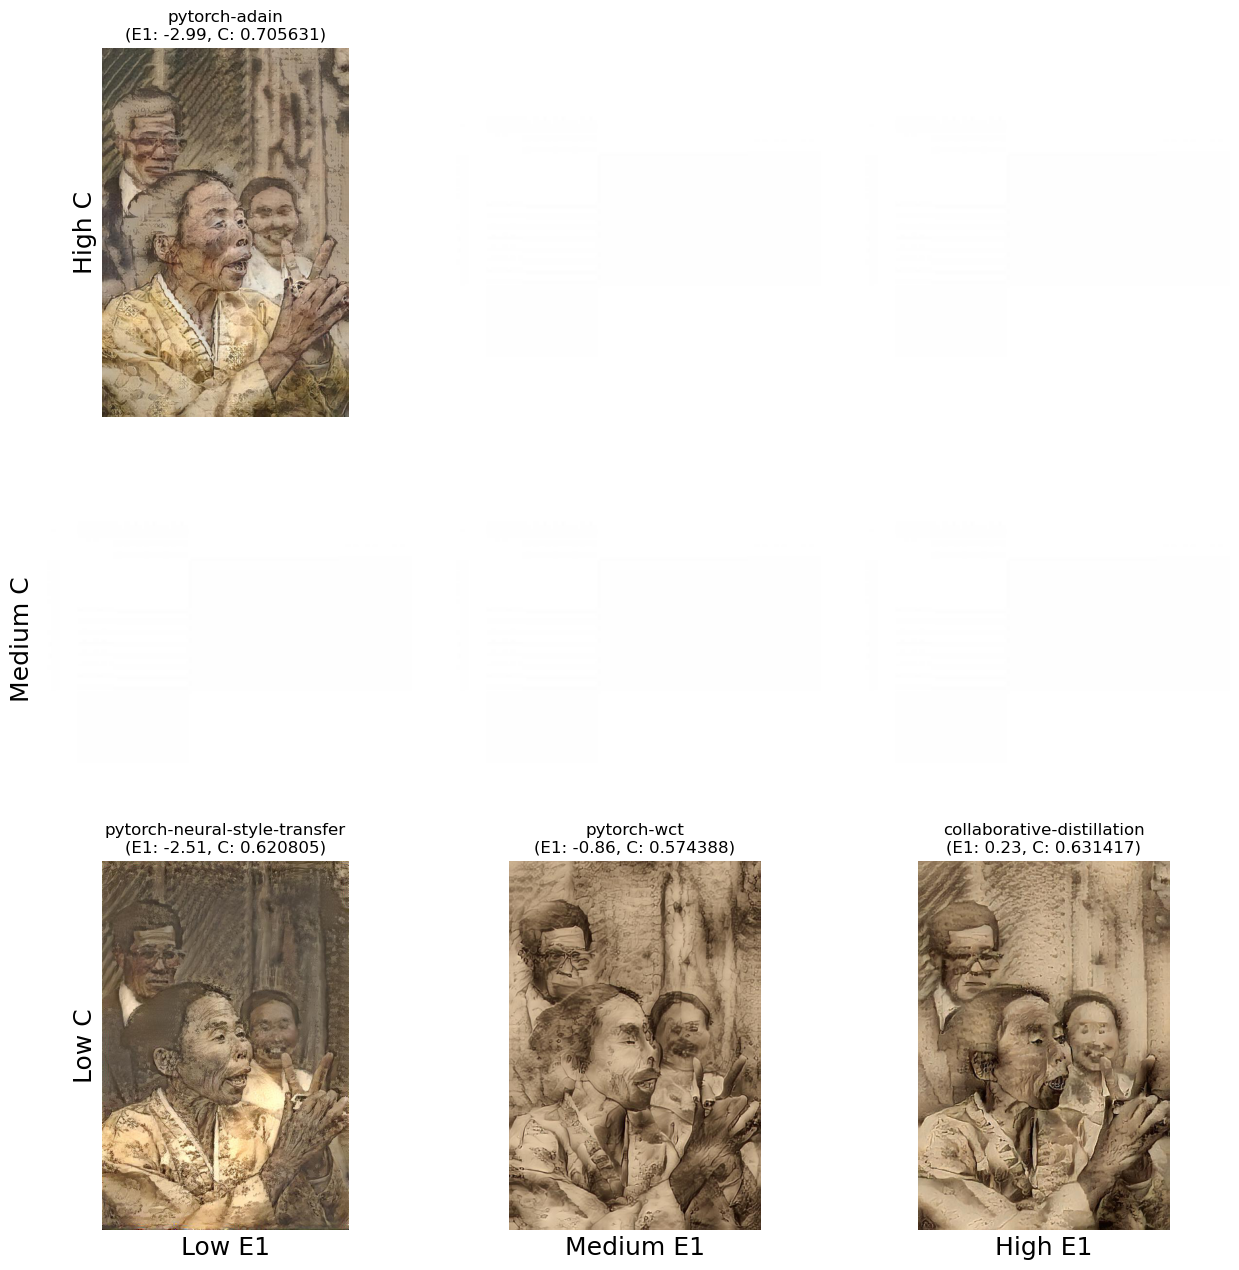 pytorch-adain
(E1: -2.99, C: 0.705631)
High C
Medium C
pytorch-neural-style-transfer
(E1: -2.51, C: 0.620805)
pytorch-wct
(E1: -0.86, C: 0.574388)
collaborative-distillation
(E1: 0.23, C: 0.631417)
Low C
Low E1
Medium E1
High E1